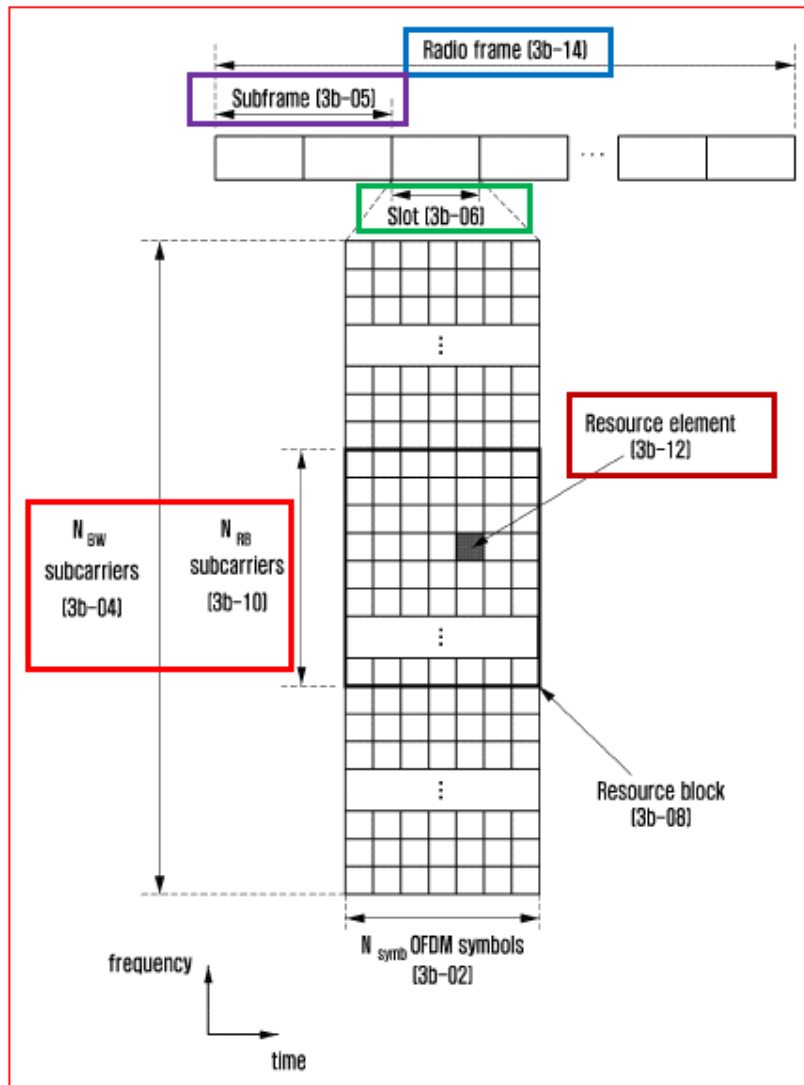 Radio frame (3b-14)
Subframe (3b-05)
...
Slot (3b-06)
Resource element
(3b-12)
N BW
subcarriers
(3b-04)
N RB
subcarriers
(3b-10)
Resource block
(3b-08)
N symb OFDM symbols
(3b-02)
frequency
time